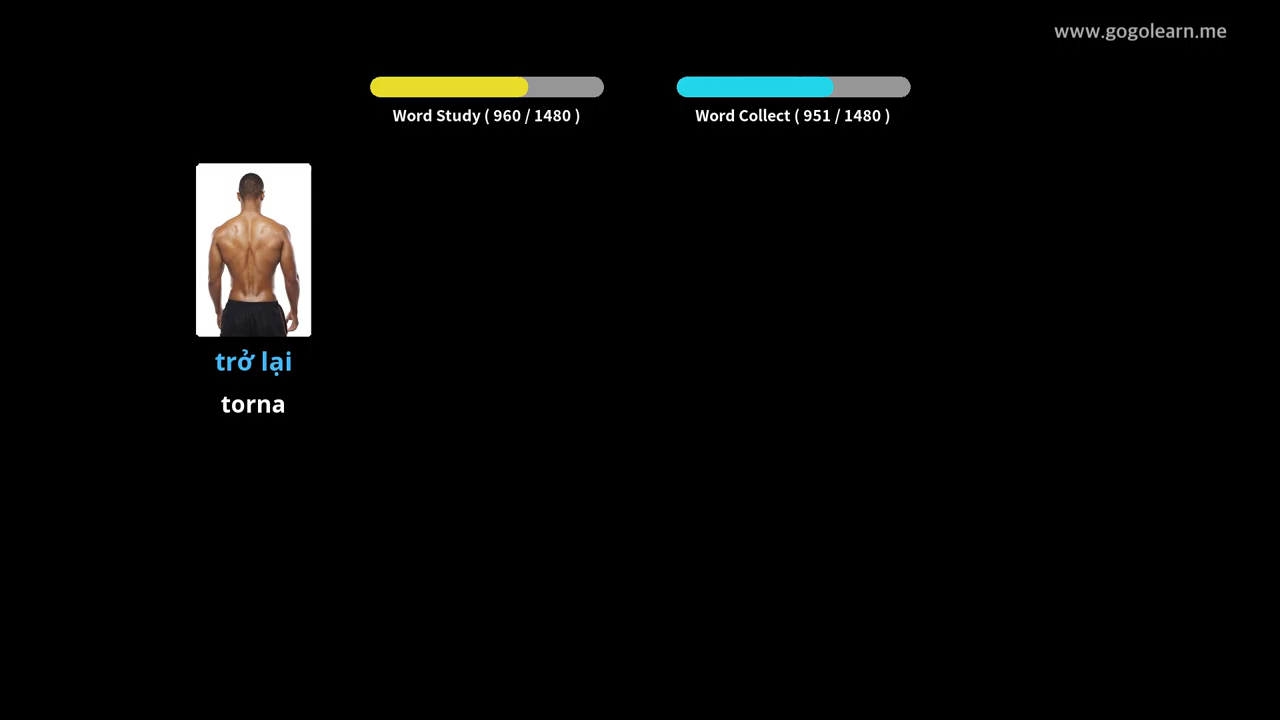 www.gogolearn.me
Word Study ( 960 / 1480 )
Word Collect ( 951 / 1480 )
trở lại
torna